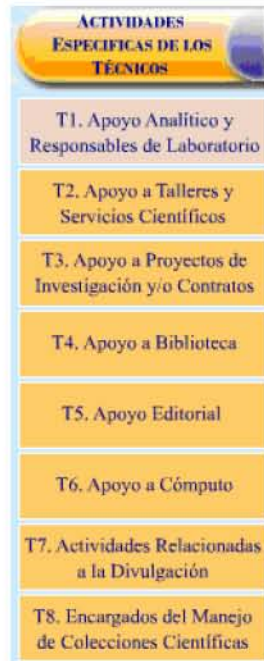 ACTIVIDADES
ESPECIFICAS DE LOS
TÉCNICOS
T1. Apoyo Analítico y
Responsables de Laboratorio
T2. Apoyo a Talleres y
Servicios Científicos
T3. Apoyo a Proyectos de
Investigación y/o Contratos
T4. Apoyo a Biblioteca
T5. Apoyo Editorial
T6. Apoyo a Cómputo
T7. Actividades Relacionadas
a la Divulgación
T8. Encargados del Manejo
de Colecciones Científicas